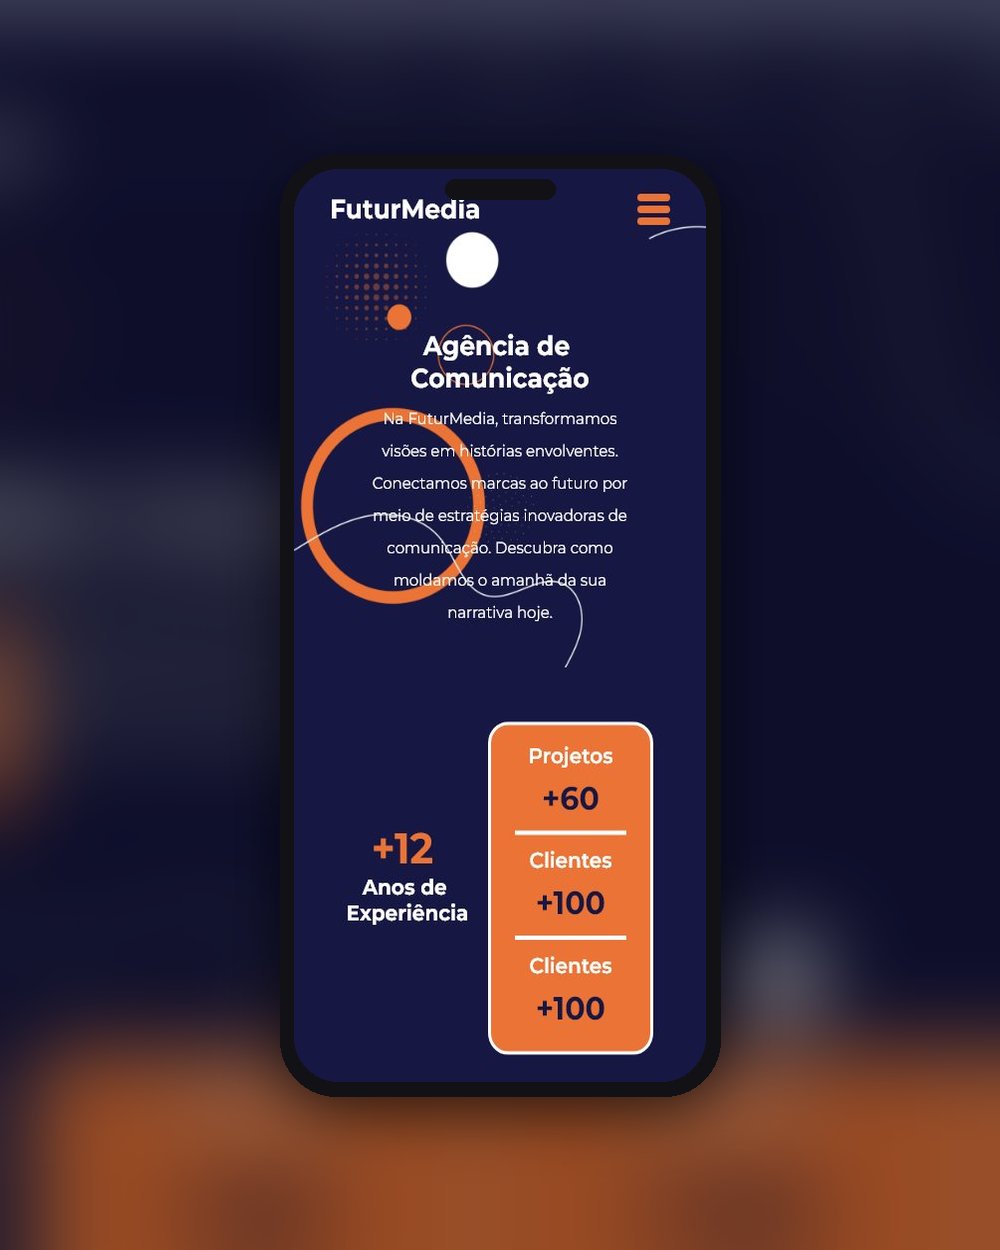 FuturMedia
Agência de
Comunicação
Na FuturMedia, transformamos
visões em histórias envolventes.
Conectamos marcas ao futuro por
meio de estratégias inovadoras de
comunicação. Descubra como
moldamos o amanhã da sua
narrativa hoje.
+12
Anos de
Experiência
Projetos
+60
Clientes
+100
Clientes
+100